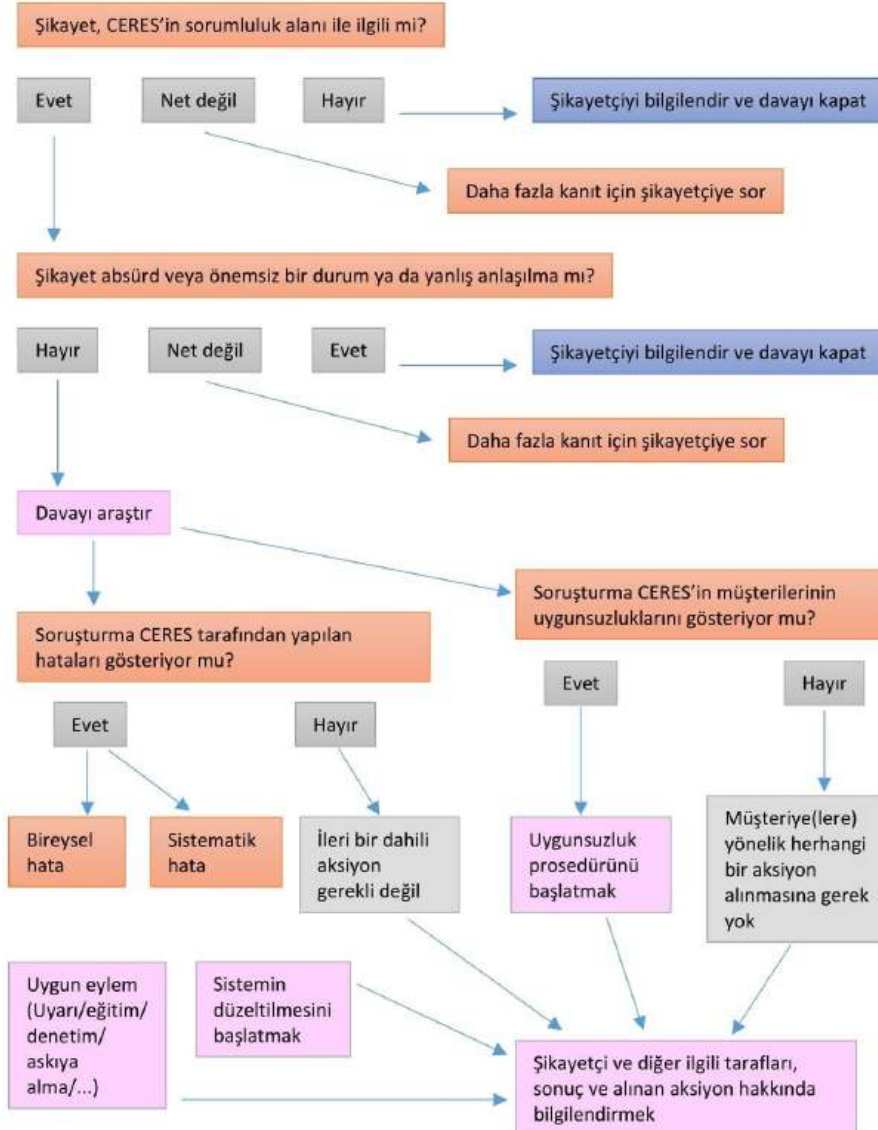 Şikayet, CERES’in sorumluluk alanı ile ilgili mi?
Evet
Net değil
Hayır
Şikayetçiyi bilgilendir ve davayı kapat
Daha fazla kanıt için şikayetçiye sor
Şikayet absürd veya önemsiz bir durum ya da yanlış anlaşılma mı?
Hayır
Net değil
Evet
Şikayetçiyi bilgilendir ve davayı kapat
Daha fazla kanıt için şikayetçiye sor
Davayı araştır
Soruşturma CERES tarafından yapılan
hataları gösteriyor mu?
Soruşturma CERES’in müşterilerinin
uygunsuzluklarını gösteriyor mu?
Evet
Hayır
Evet
Hayır
Bireysel
hata
Sistematik
hata
İleri bir dahili
aksiyon
gerekli değil
Uygunsuzluk
prosedürünü
başlatmak
Müşteriye(lere)
yönelik herhangi
bir aksiyon
alınmasına gerek
yok
Uygun eylem
(Uyarı/eğitim/
denetim/
askıya
alma/...)
Sistemin
düzeltilmesini
başlatmak
Şikayetçi ve diğer ilgili tarafları,
sonuç ve alınan aksiyon hakkında
bilgilendirmek